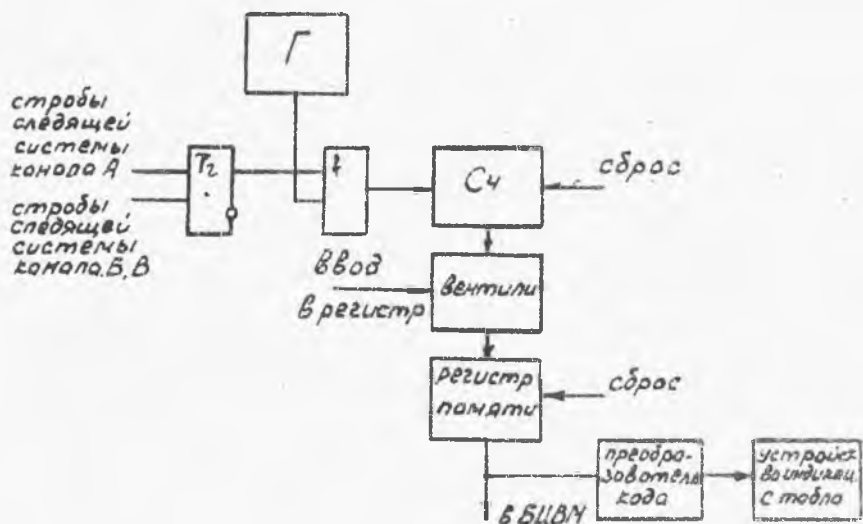 Г
стробы
следящей
системы
канала А
Тг
&
Сч
сброс
стробы
следящей
системы
канала Б, В
ввод
в регистр
вентили
регистр
памяти
сброс
преобра-
зователь
кода
устройст-
во индикац
с табло
в БЦВМ